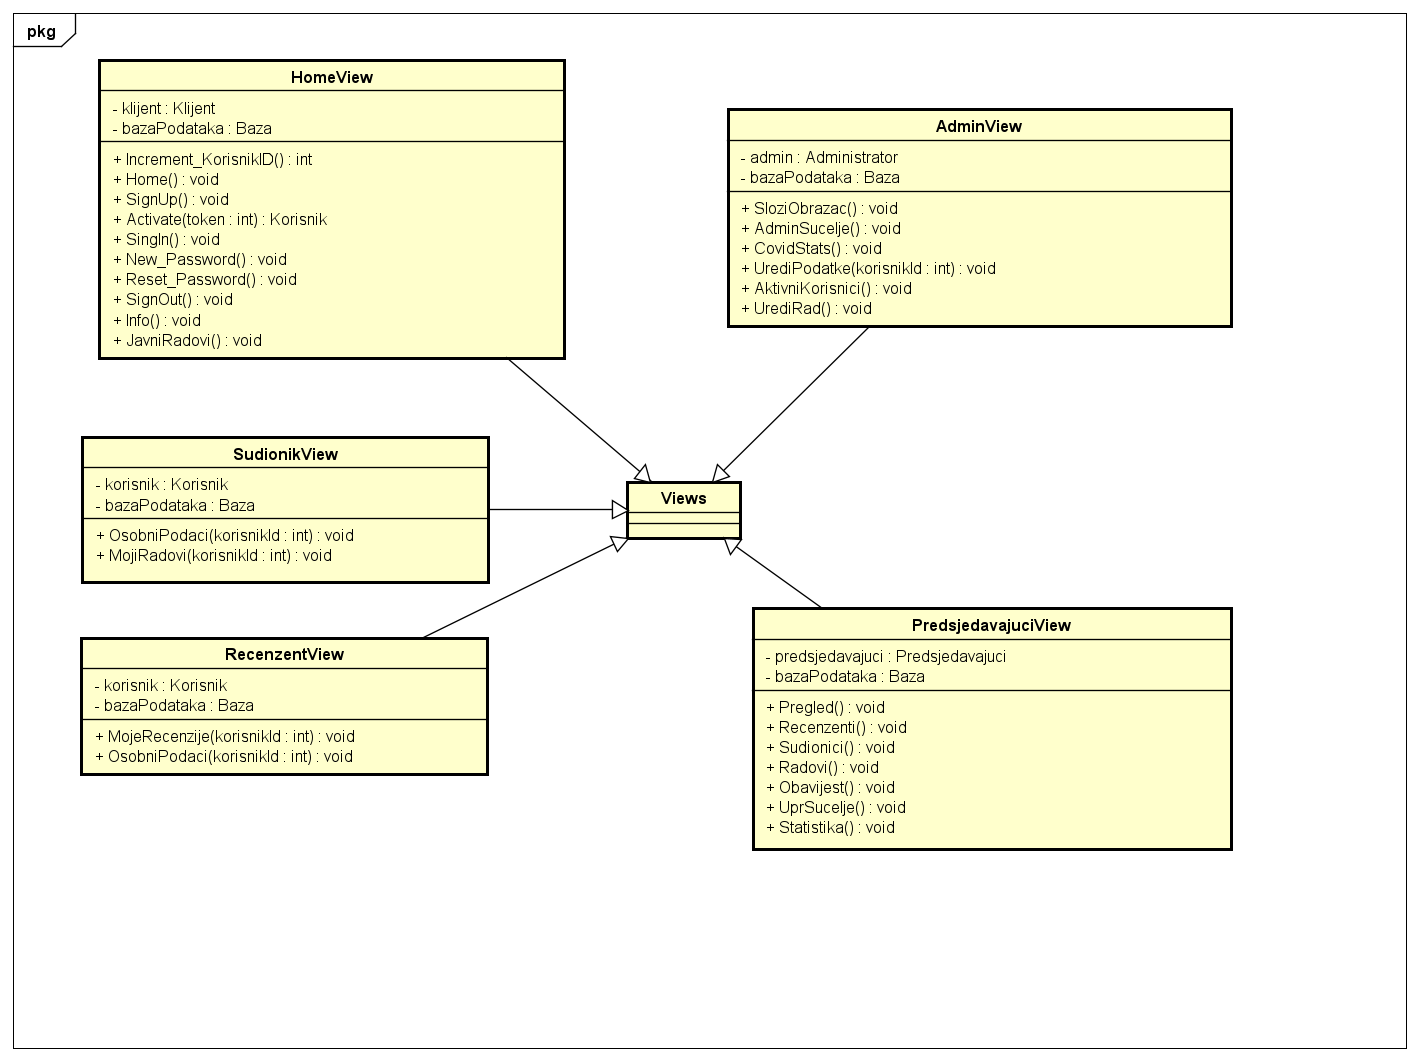 pkg
HomeView
- klijent : Klijent
- bazaPodataka : Baza
+ Increment_KorisnikID() : int
+ Home() : void
+ SignUp() : void
+ Activate(token : int) : Korisnik
+ SingIn() : void
+ New_Password() : void
+ Reset_Password() : void
+ SignOut() : void
+ Info() : void
+ JavniRadovi() : void
AdminView
- admin : Administrator
- bazaPodataka : Baza
+ SloziObrazac() : void
+ AdminSucelje() : void
+ CovidStats() : void
+ UrediPodatke(korisnikId : int) : void
+ AktivniKorisnici() : void
+ UrediRad() : void
SudionikView
- korisnik : Korisnik
- bazaPodataka : Baza
+ OsobniPodaci(korisnikId : int) : void
+ MojiRadovi(korisnikId : int) : void
Views
RecenzentView
- korisnik : Korisnik
- bazaPodataka : Baza
+ MojeRecenzije(korisnikId : int) : void
+ OsobniPodaci(korisnikId : int) : void
PredsjedavajuciView
- predsjedavajuci : Predsjedavajuci
- bazaPodataka : Baza
+ Pregled() : void
+ Recenzenti() : void
+ Sudionici() : void
+ Radovi() : void
+ Obavijest() : void
+ UprSucelje() : void
+ Statistika() : void